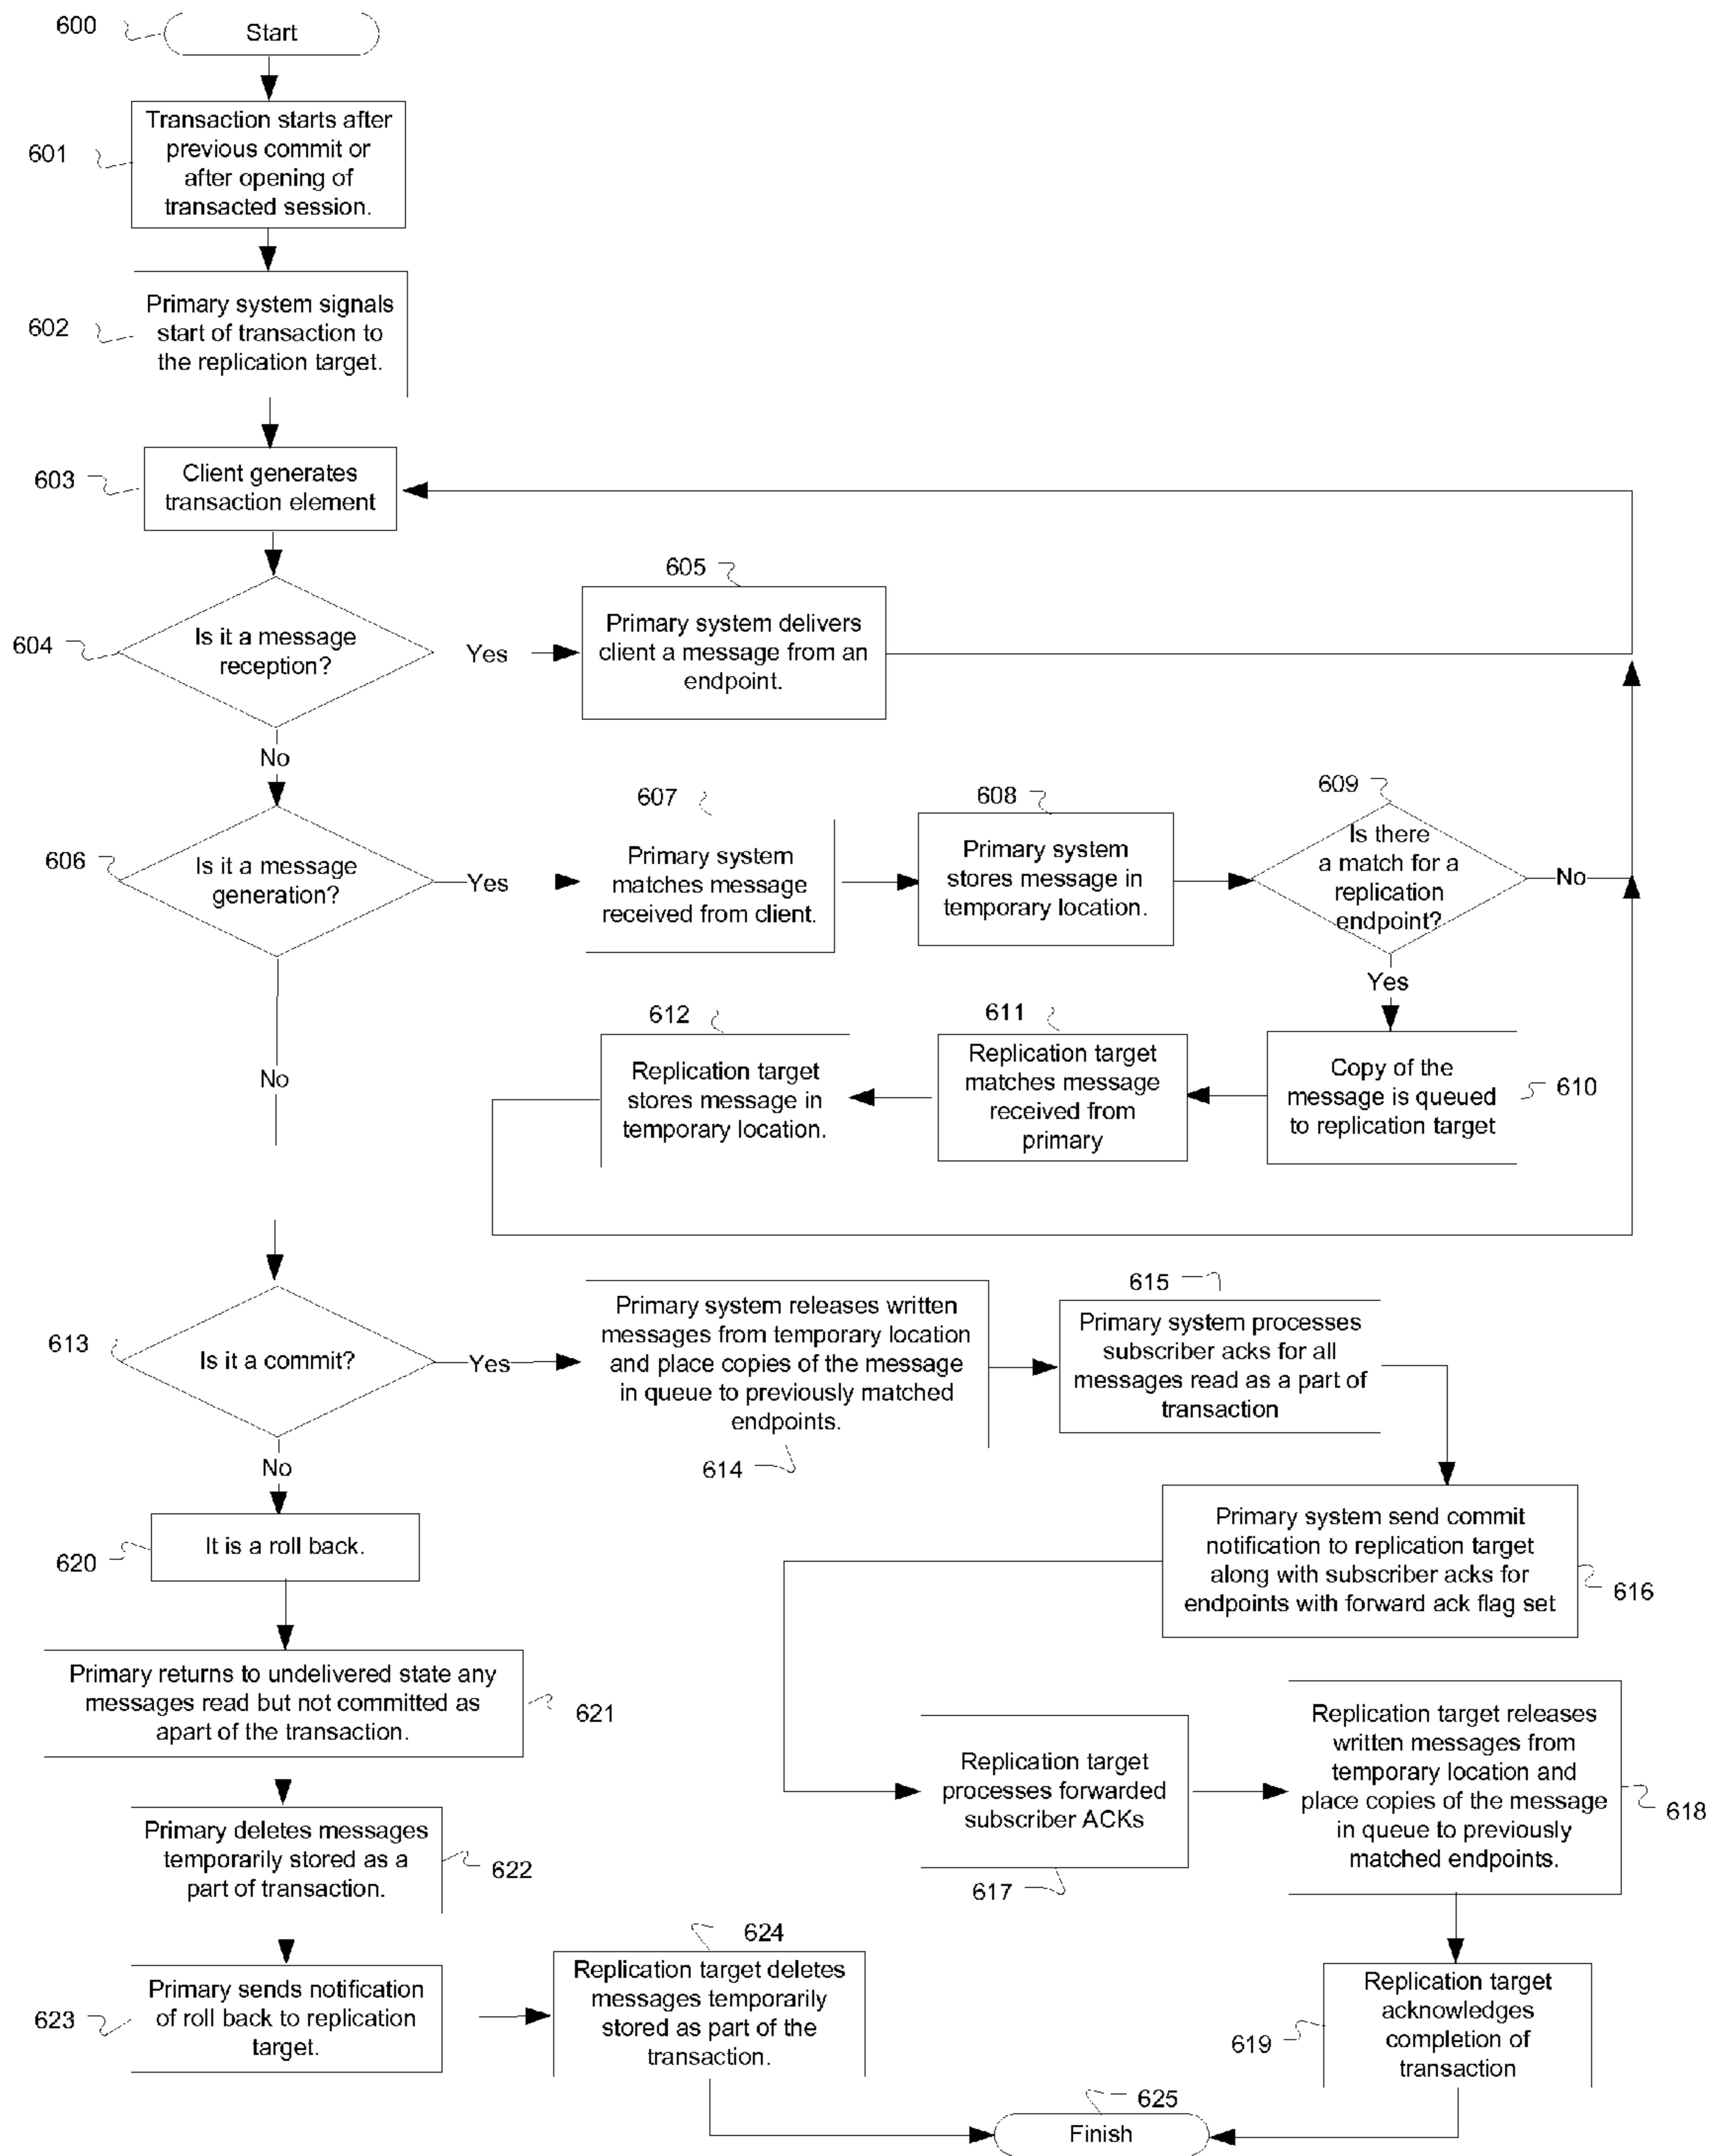 600
Start
601
Transaction starts after
previous commit or
after opening of
transacted session.
602
Primary system signals
start of transaction to
the replication target.
603
Client generates
transaction element
604
Is it a message
reception?
Yes
605
Primary system delivers
client a message from an
endpoint.
No
606
Is it a message
generation?
Yes
607
Primary system
matches message
received from client.
608
Primary system
stores message in
temporary location.
609
Is there
a match for a
replication
endpoint?
No
Yes
610
Copy of the
message is queued
to replication target
611
Replication target
matches message
received from
primary
612
Replication target
stores message in
temporary location.
No
613
Is it a commit?
Yes
Primary system releases written
messages from temporary location
and place copies of the message
in queue to previously matched
endpoints.
614
615
Primary system processes
subscriber acks for all
messages read as a part of
transaction
Primary system send commit
notification to replication target
along with subscriber acks for
endpoints with forward ack flag set
616
Replication target
processes forwarded
subscriber ACKs
617
Replication target releases
written messages from
temporary location and
place copies of the message
in queue to previously
matched endpoints.
618
Replication target
acknowledges
completion of
transaction
619
No
620
It is a roll back.
Primary returns to undelivered state any
messages read but not committed as
apart of the transaction.
621
Primary deletes messages
temporarily stored as a
part of transaction.
622
623
Primary sends notification
of roll back to replication
target.
624
Replication target deletes
messages temporarily
stored as part of the
transaction.
625
Finish